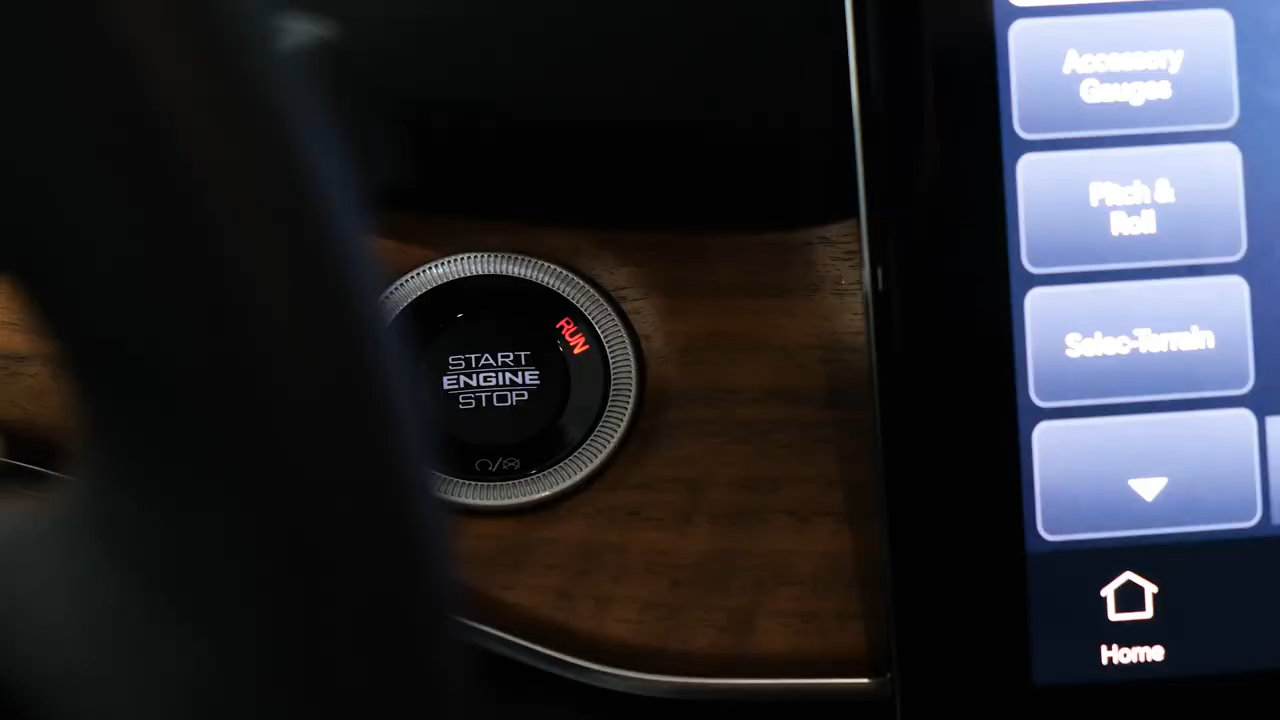 START
ENGINE
STOP
RUN
Accessory
Gauges
Pitch &
Roll
Selec-Terrain
Home